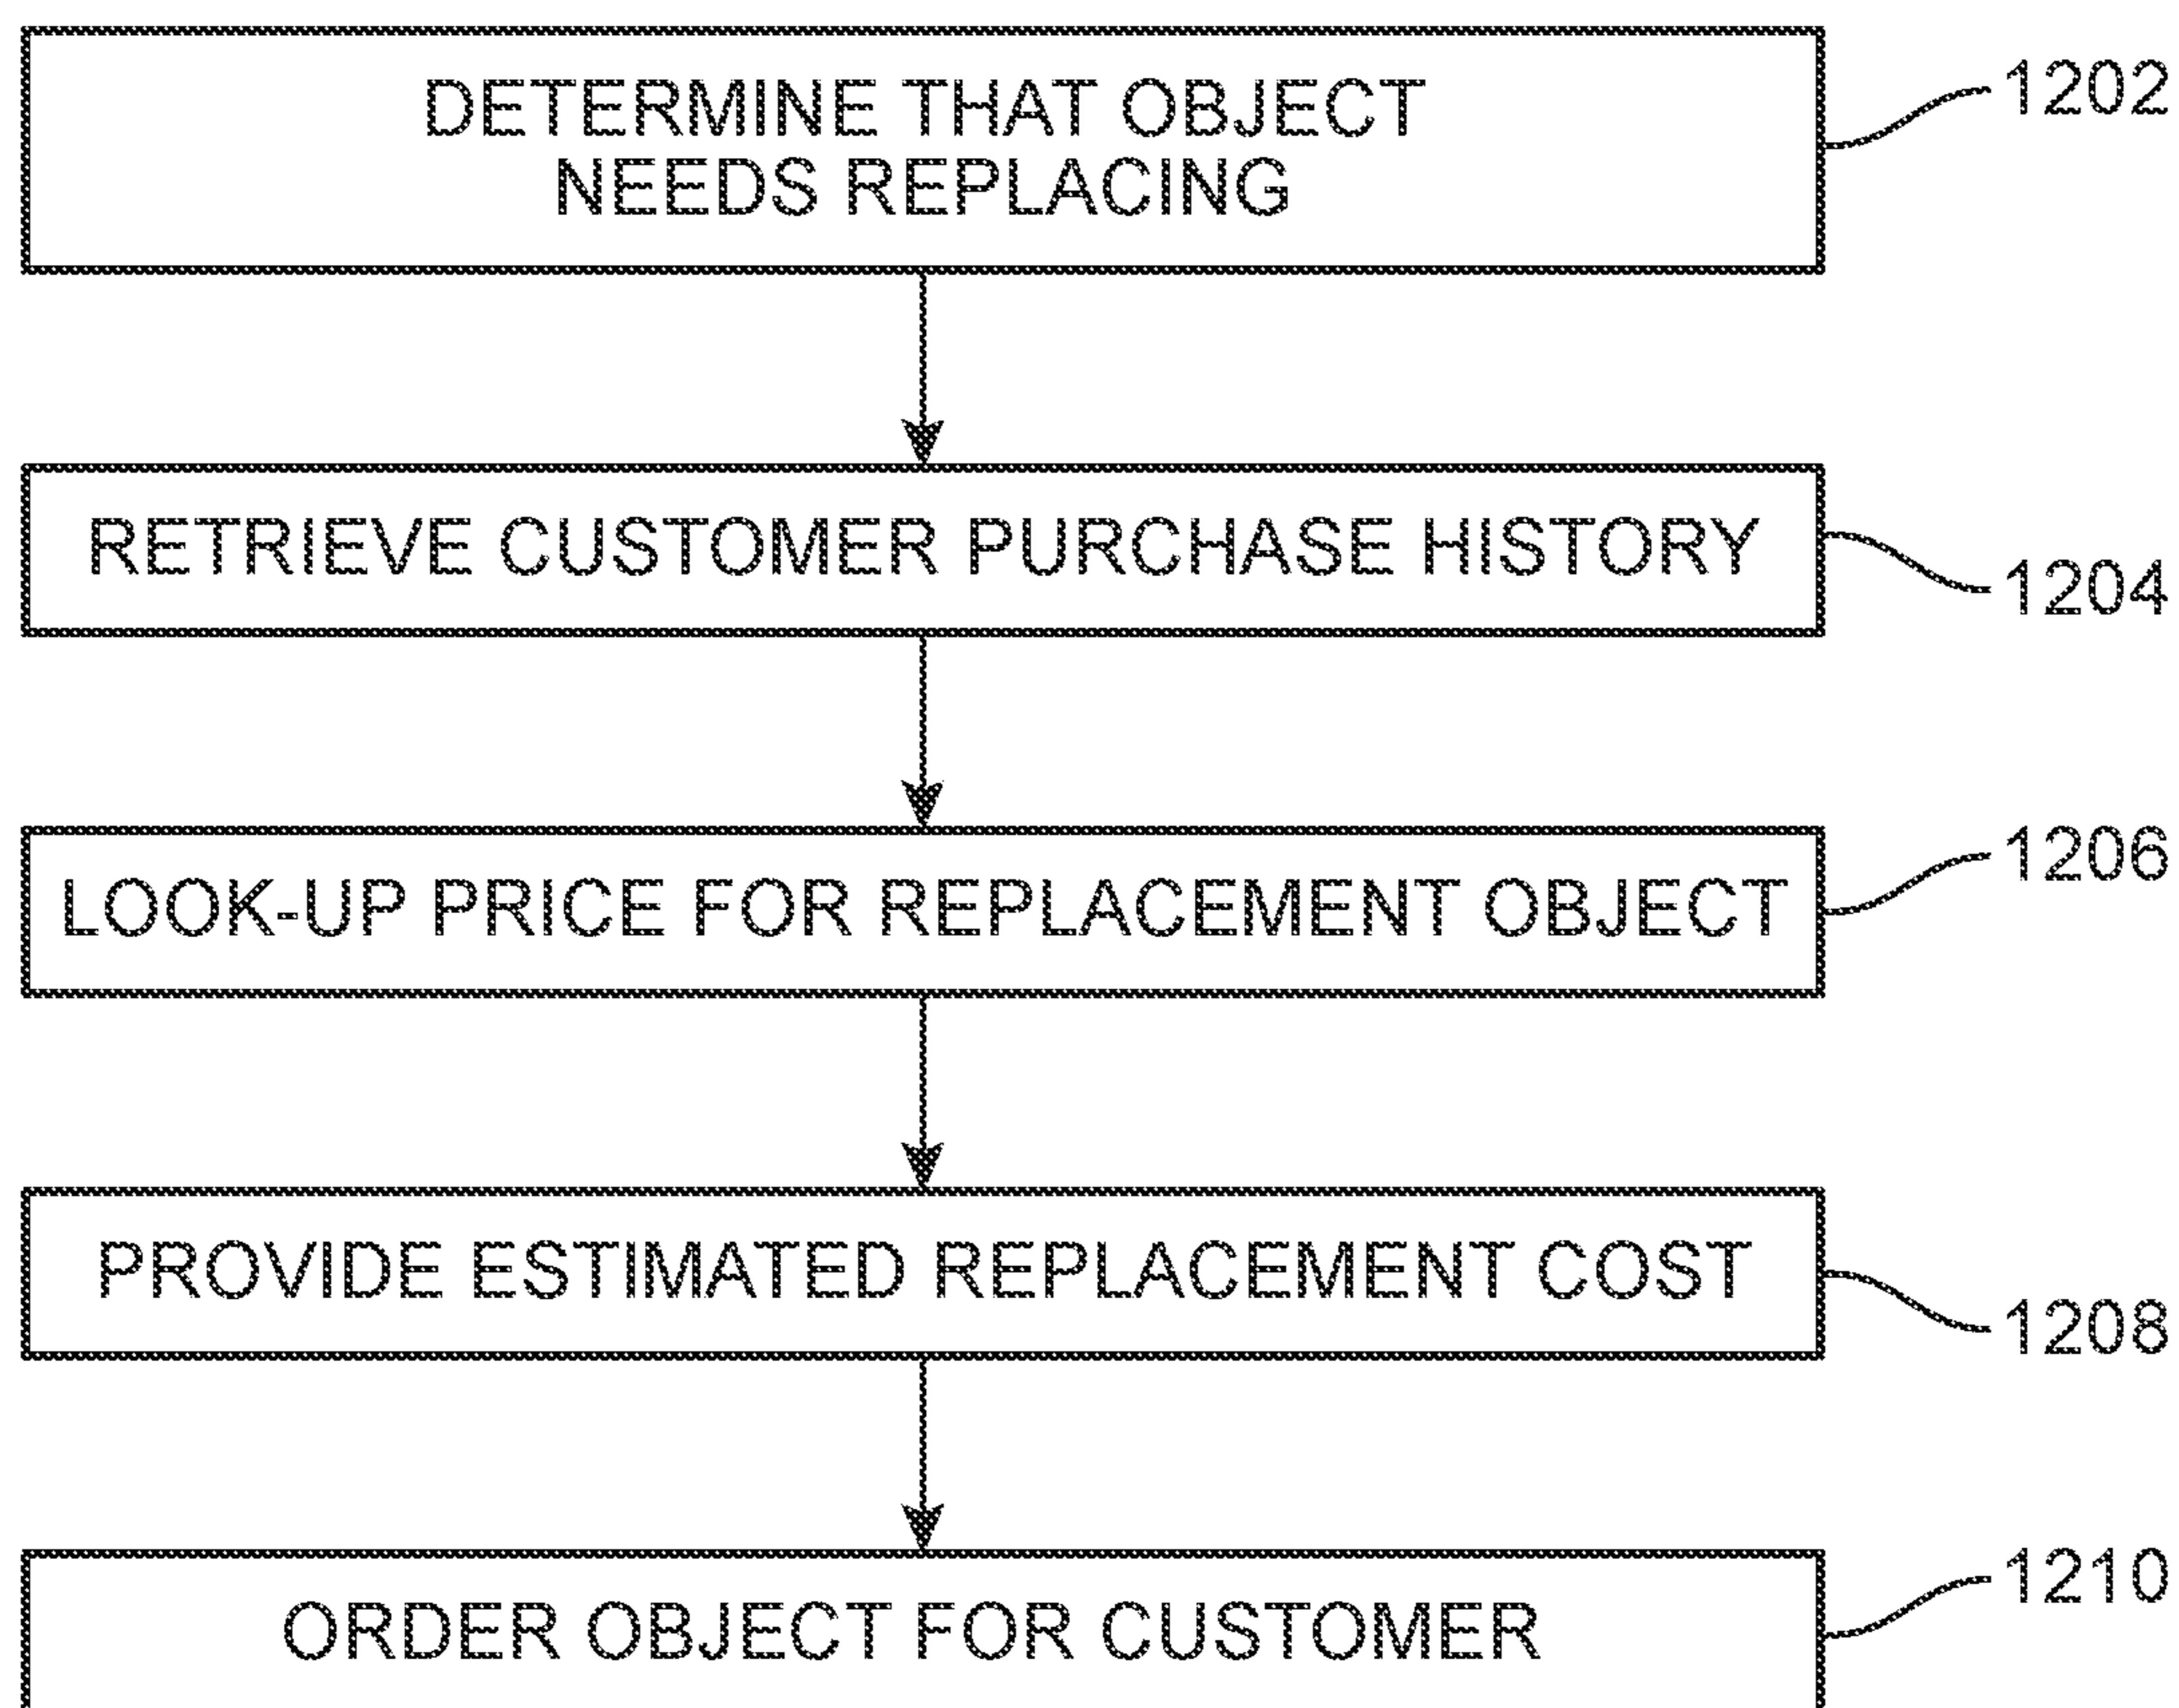 DETERMINE THAT OBJECT
NEEDS REPLACING
1202
RETRIEVE CUSTOMER PURCHASE HISTORY
1204
LOOK-UP PRICE FOR REPLACEMENT OBJECT
1206
PROVIDE ESTIMATED REPLACEMENT COST
1208
ORDER OBJECT FOR CUSTOMER
1210